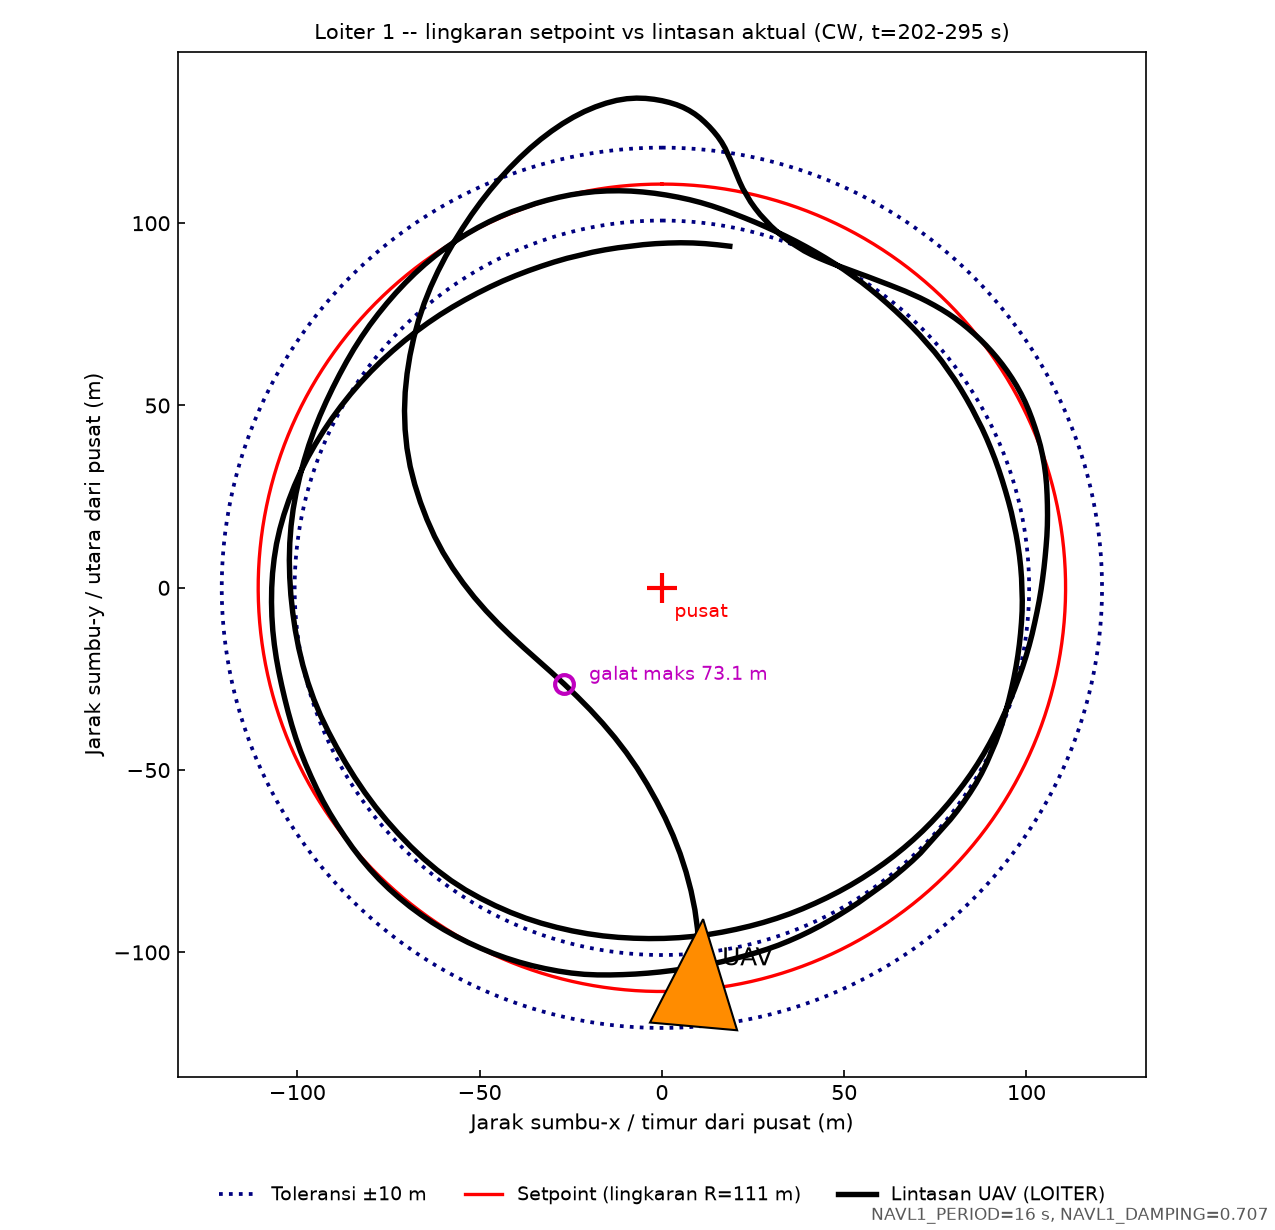 Loiter 1 -- lingkaran setpoint vs lintasan aktual (CW, t=202-295 s)
Jarak sumbu-y / utara dari pusat (m)
100
50
0
−50
−100
pusat
galat maks 73.1 m
UAV
−100
−50
0
50
100
Jarak sumbu-x / timur dari pusat (m)
Toleransi ±10 m
Setpoint (lingkaran R=111 m)
Lintasan UAV (LOITER)
NAVL1_PERIOD=16 s, NAVL1_DAMPING=0.707